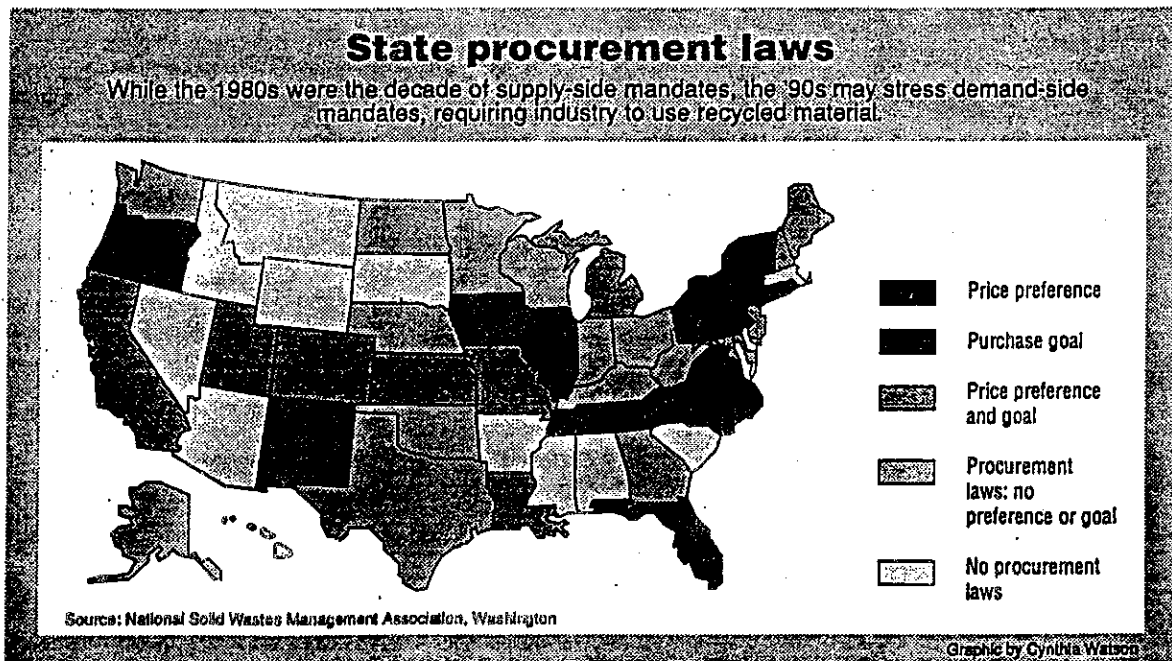 State procurement laws
While the 1980s were the decade of supply-side mandates, the '90s may stress demand-side
mandates, requiring industry to use recycled material.
Price preference
Purchase goal
Price preference
and goal
Procurement
laws: no
preference or goal
No procurement
laws
Source: National Solid Wastes Management Association, Washington
Graphic by Cynthia Watson